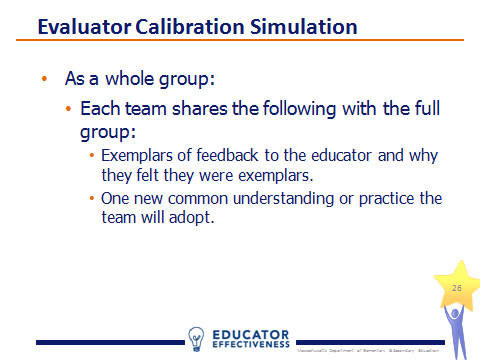 Evaluator Calibration Simulation
• As a whole group:
• Each team shares the following with the full
group:
• Exemplars of feedback to the educator and why
they felt they were exemplars.
• One new common understanding or practice the
team will adopt.
26
EDUCATOR
EFFECTIVENESS
Massachusetts Department of Elementary & Secondary Education